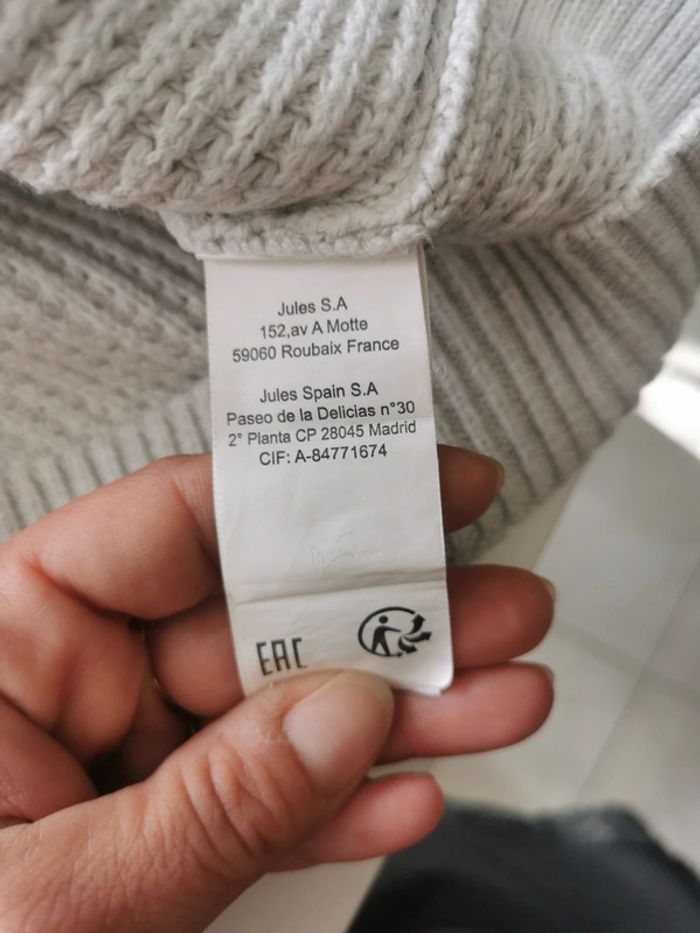 Jules S.A
152,av A Motte
59060 Roubaix France
Jules Spain S.A
Paseo de la Delicias n°30
2° Planta CP 28045 Madrid
CIF: A-84771674
EAC